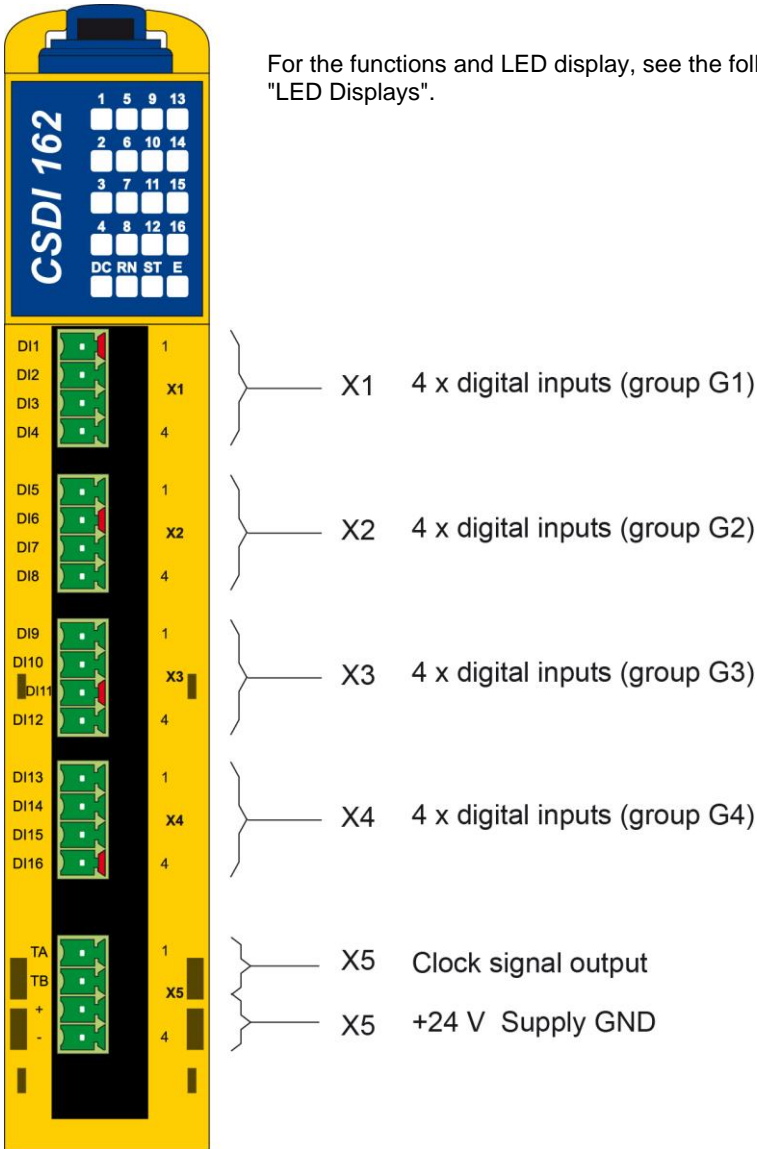 For the functions and LED display, see the foll
"LED Displays".
CSDI 162
1 5 9 13
2 6 10 14
3 7 11 15
4 8 12 16
DC RN ST E
DI1 1
DI2
X1
DI3
DI4 4
X1 4 x digital inputs (group G1)
DI5 1
DI6
X2
DI7
DI8 4
X2 4 x digital inputs (group G2)
DI9 1
DI10
X3
DI11
DI12 4
X3 4 x digital inputs (group G3)
DI13 1
DI14
X4
DI15
DI16 4
X4 4 x digital inputs (group G4)
TA 1
TB
X5
+
- 4
X5 Clock signal output
X5 +24 V Supply GND